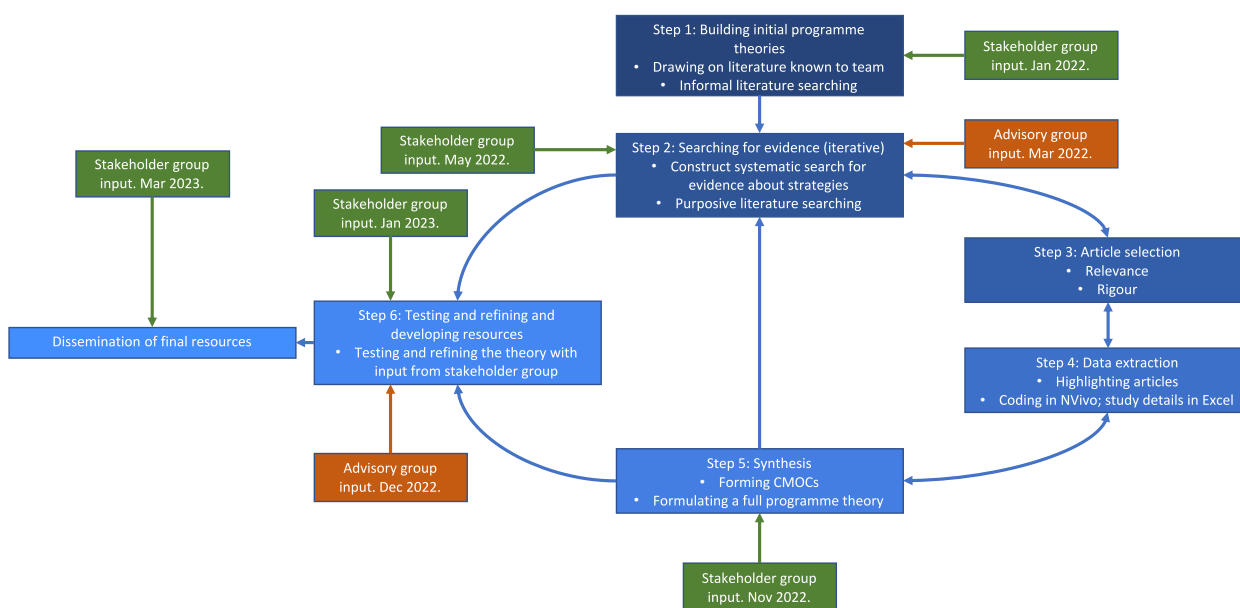 Step 1: Building initial programme
theories
• Drawing on literature known to team
• Informal literature searching
Stakeholder group
input. Jan 2022.
Stakeholder group
input. May 2022.
Step 2: Searching for evidence (iterative)
• Construct systematic search for
evidence about strategies
• Purposive literature searching
Advisory group
input. Mar 2022.
Stakeholder group
input. Mar 2023.
Stakeholder group
input. Jan 2023.
Step 3: Article selection
• Relevance
• Rigour
Dissemination of final resources
Step 6: Testing and refining and
developing resources
• Testing and refining the theory with
input from stakeholder group
Step 4: Data extraction
• Highlighting articles
• Coding in NVivo; study details in Excel
Advisory group
input. Dec 2022.
Step 5: Synthesis
• Forming CMOCs
• Formulating a full programme theory
Stakeholder group
input. Nov 2022.